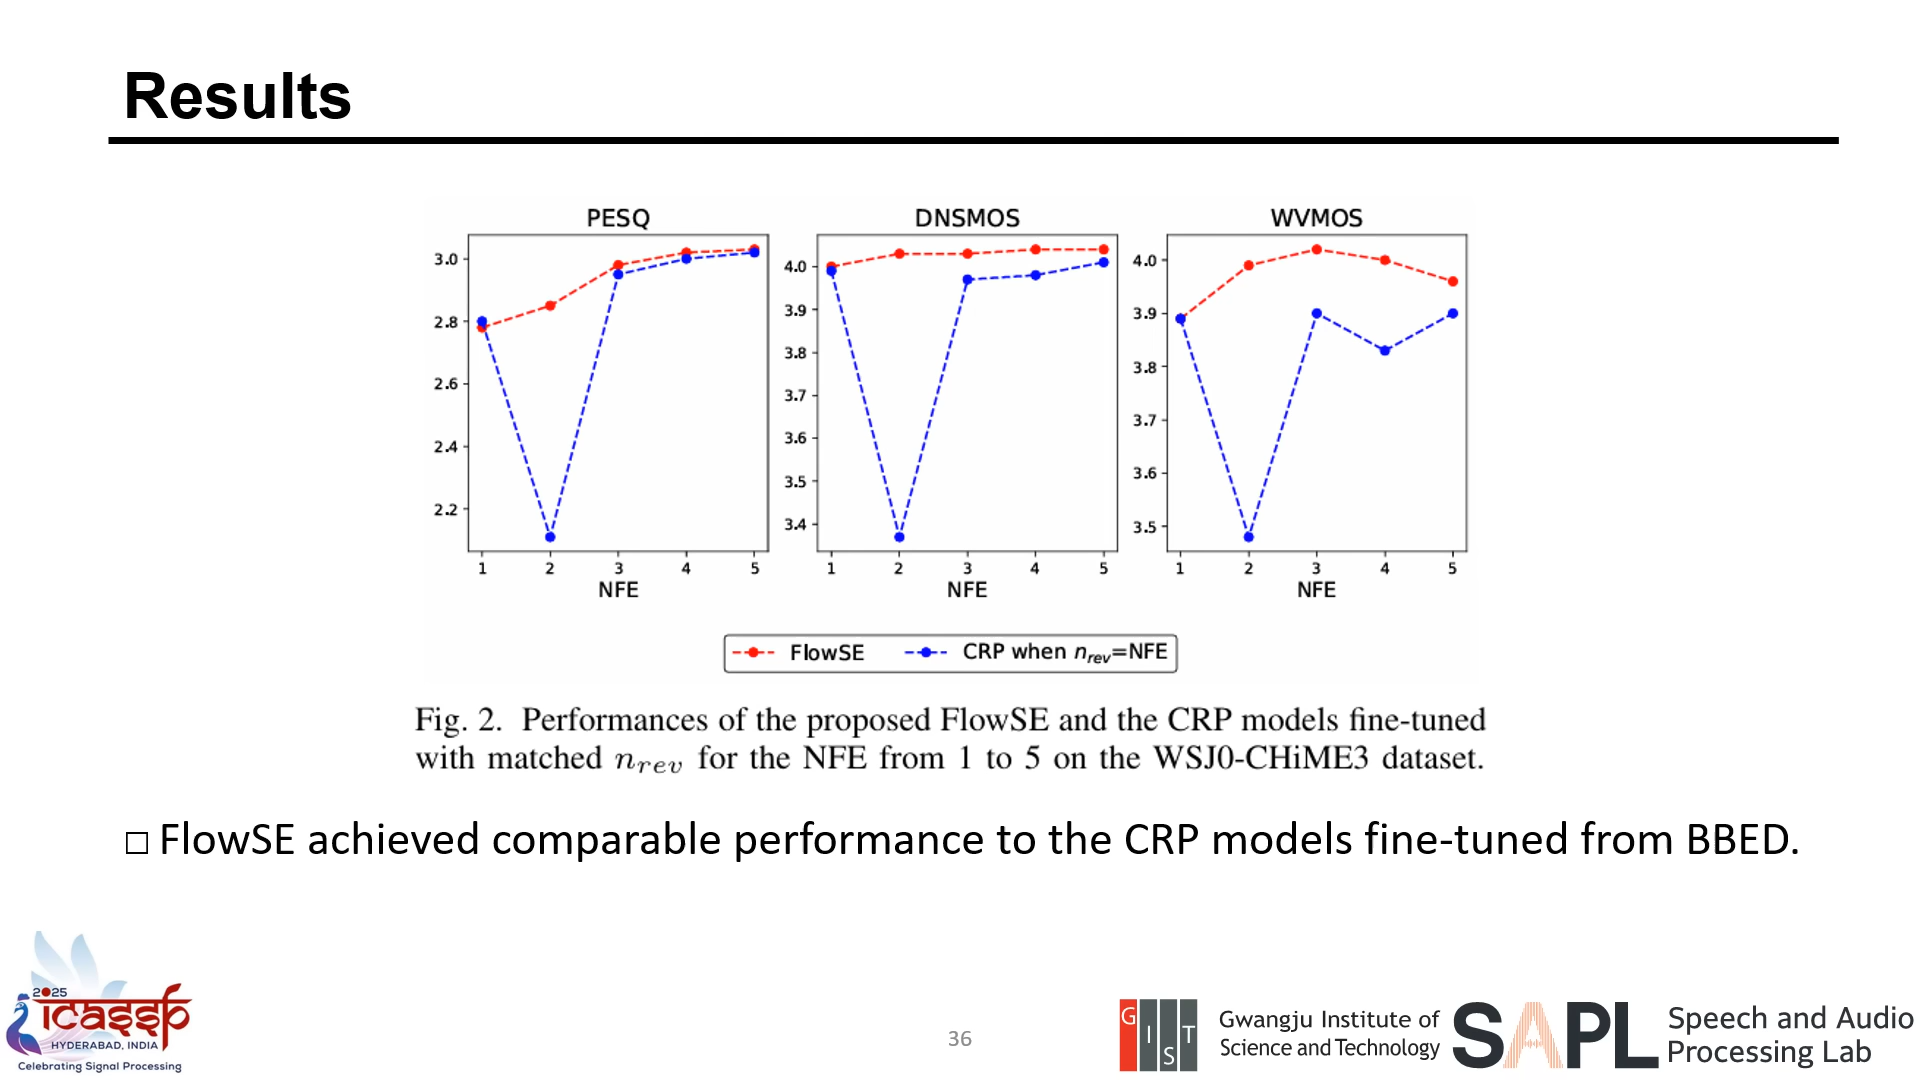 Results
PESQ
3.0
2.8
2.6
2.4
2.2
1 2 3 4 5
NFE
DNSMOS
4.0
3.9
3.8
3.7
3.6
3.5
3.4
1 2 3 4 5
NFE
WVMOS
4.0
3.9
3.8
3.7
3.6
3.5
1 2 3 4 5
NFE
FlowSE CRP when n_rev=NFE
Fig. 2. Performances of the proposed FlowSE and the CRP models fine-tuned
with matched n_rev for the NFE from 1 to 5 on the WSJ0-CHiME3 dataset.
□ FlowSE achieved comparable performance to the CRP models fine-tuned from BBED.
2025
icassp
HYDERABAD, INDIA
Celebrating Signal Processing
36
GIST
Gwangju Institute of
Science and Technology
SAPL
Speech and Audio
Processing Lab